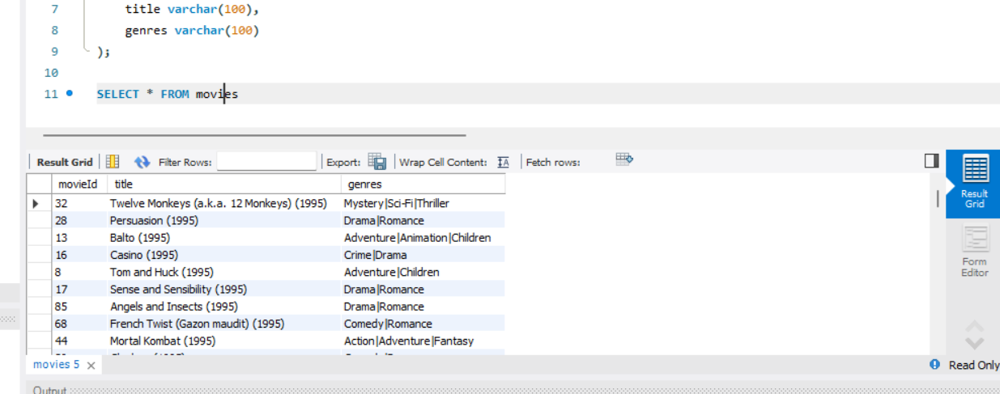 7 title varchar(100),
8 genres varchar(100)
9 );
10
11 SELECT * FROM movies
Result Grid Filter Rows: Export: Wrap Cell Content: Fetch rows:
movieId title genres
32 Twelve Monkeys (a.k.a. 12 Monkeys) (1995) Mystery|Sci-Fi|Thriller
28 Persuasion (1995) Drama|Romance
13 Balto (1995) Adventure|Animation|Children
16 Casino (1995) Crime|Drama
8 Tom and Huck (1995) Adventure|Children
17 Sense and Sensibility (1995) Drama|Romance
85 Angels and Insects (1995) Drama|Romance
68 French Twist (Gazon maudit) (1995) Comedy|Romance
44 Mortal Kombat (1995) Action|Adventure|Fantasy
Result
Grid
Form
Editor
movies 5
Read Only
Output